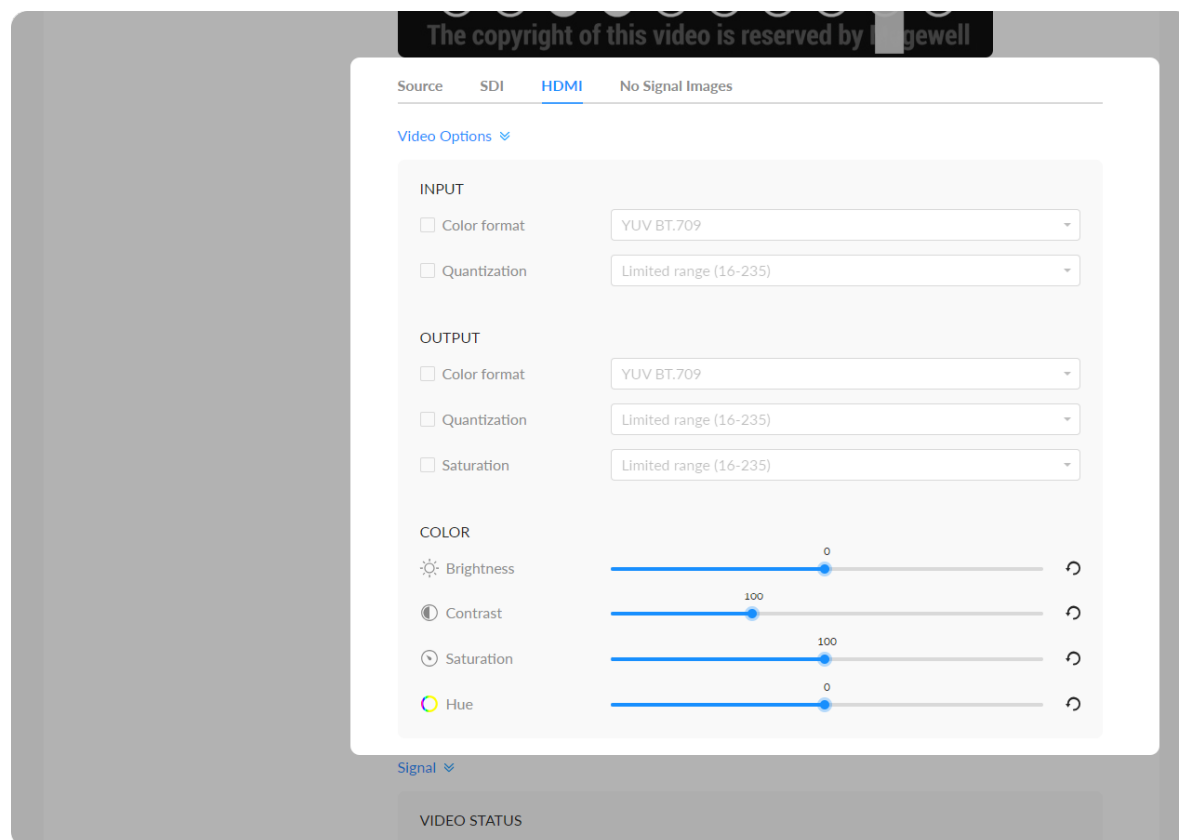 The copyright of this video is reserved by gewell
Source SDI HDMI No Signal Images
Video Options
INPUT
Color format YUV BT.709
Quantization Limited range (16-235)
OUTPUT
Color format YUV BT.709
Quantization Limited range (16-235)
Saturation Limited range (16-235)
COLOR
0
Brightness
100
Contrast
100
Saturation
0
Hue
Signal
VIDEO STATUS